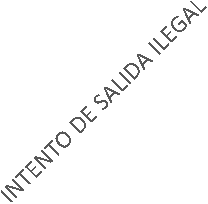 INTENTO DE SALIDA ILEGAL